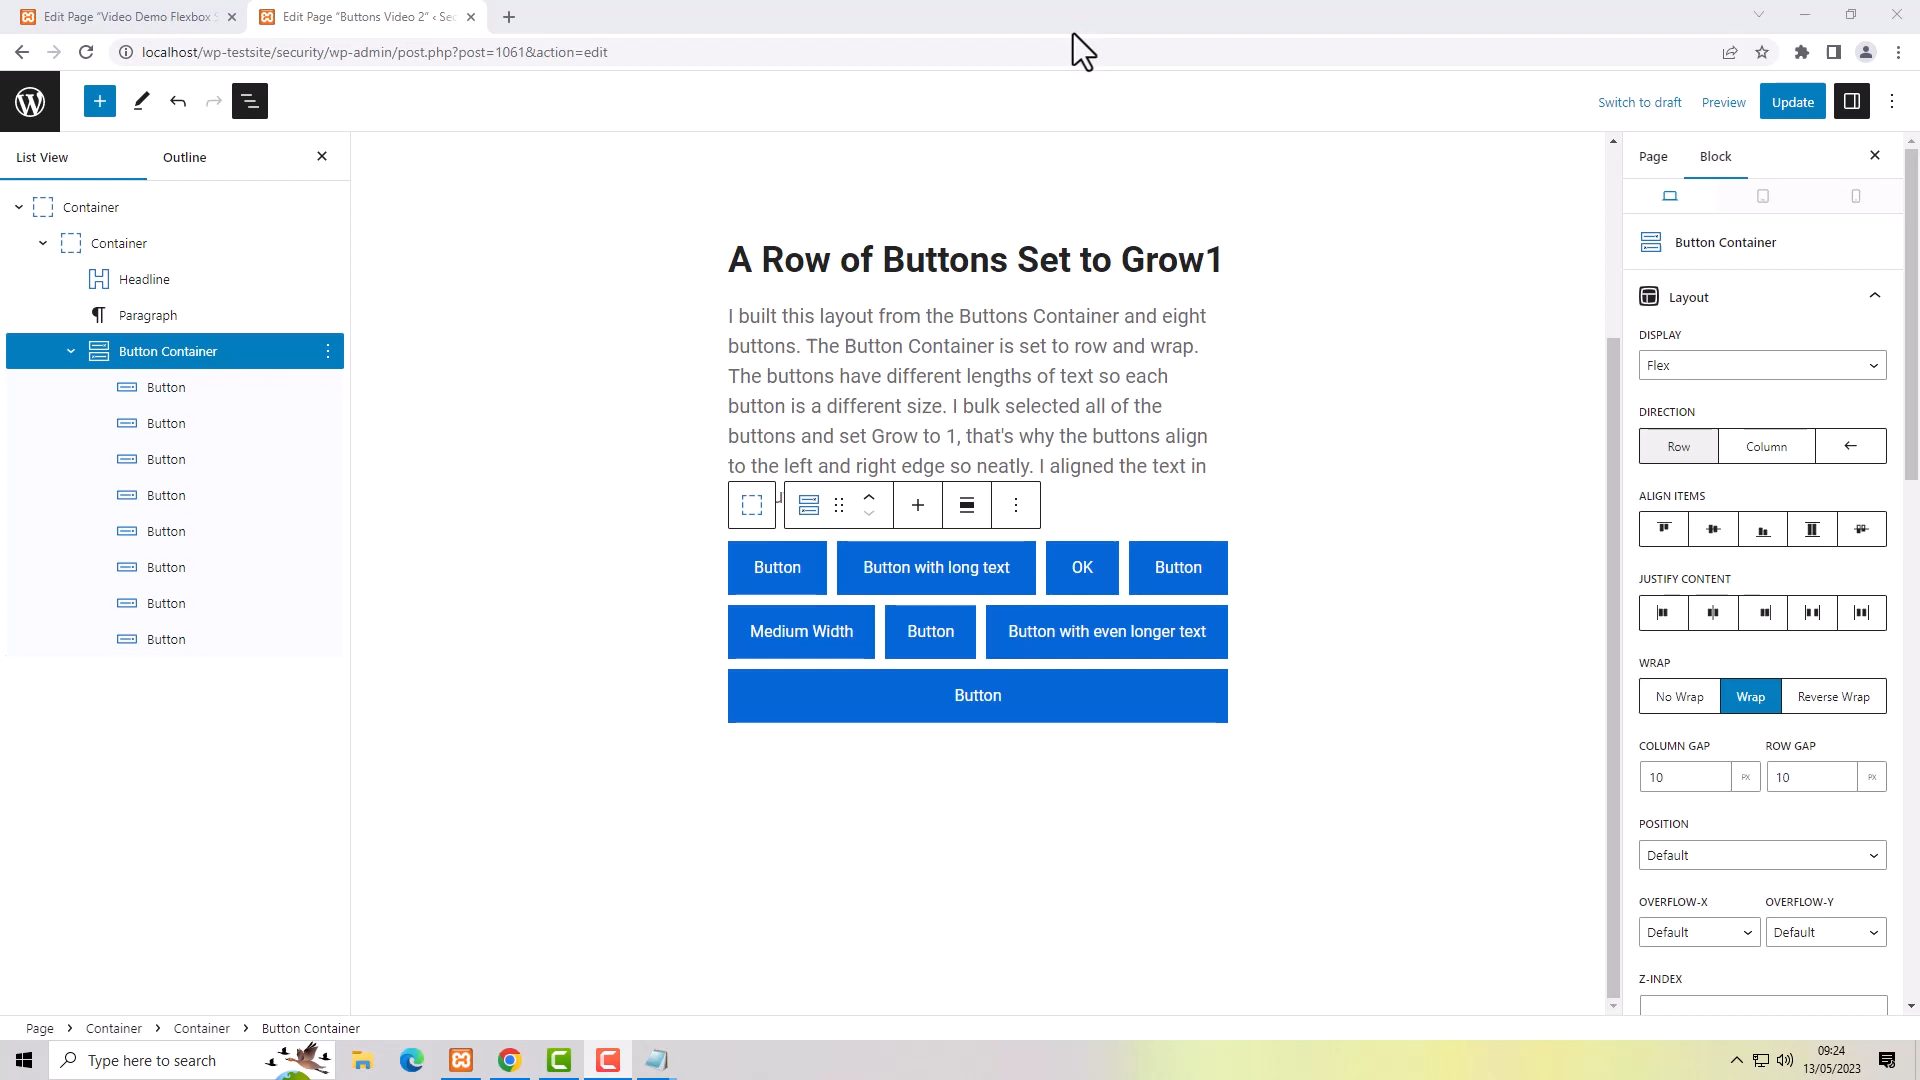 Edit Page "Video Demo Flexbox S
Edit Page "Buttons Video 2" ‹ Sec
localhost/wp-testsite/security/wp-admin/post.php?post=1061&action=edit
Switch to draft
Preview
Update
List View
Outline
Container
Container
Headline
Paragraph
Button Container
Button
Button
Button
Button
Button
Button
Button
Button
A Row of Buttons Set to Grow1
I built this layout from the Buttons Container and eight
buttons. The Button Container is set to row and wrap.
The buttons have different lengths of text so each
button is a different size. I bulk selected all of the
buttons and set Grow to 1, that's why the buttons align
to the left and right edge so neatly. I aligned the text in
Button
Button with long text
OK
Button
Medium Width
Button
Button with even longer text
Button
Page
Block
Button Container
Layout
DISPLAY
Flex
DIRECTION
Row
Column
ALIGN ITEMS
JUSTIFY CONTENT
WRAP
No Wrap
Wrap
Reverse Wrap
COLUMN GAP
ROW GAP
10
PX
10
PX
POSITION
Default
OVERFLOW-X
OVERFLOW-Y
Default
Default
Z-INDEX
Page
Container
Container
Button Container
Type here to search
09:24
13/05/2023